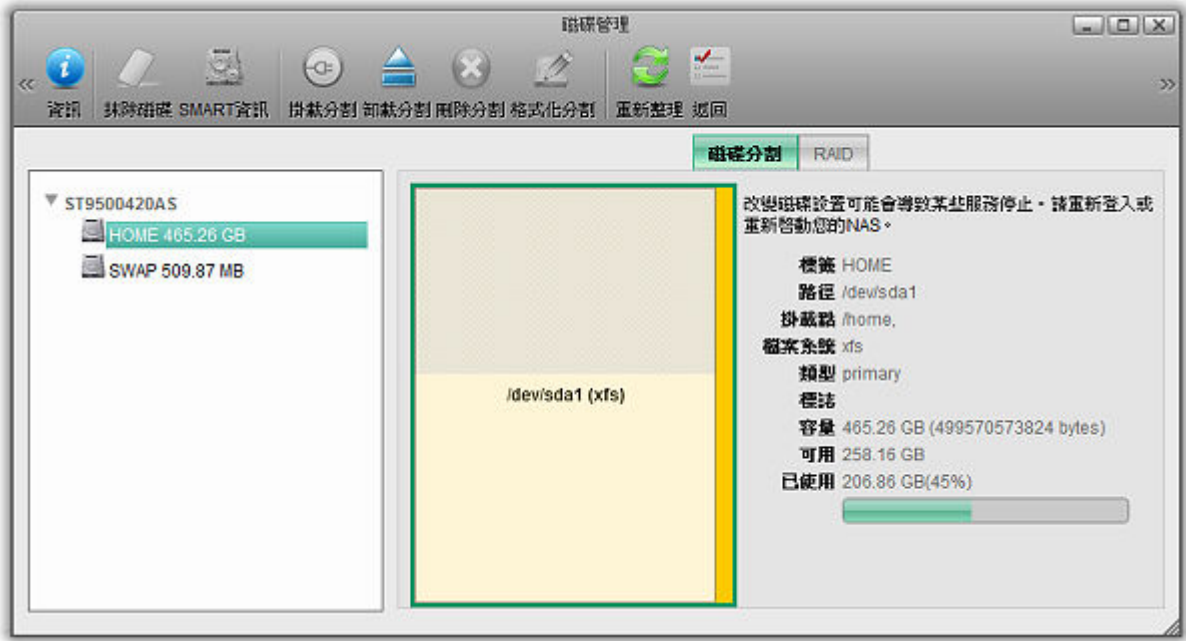 磁碟管理
資訊 抹除磁碟 SMART資訊 掛載分割 卸載分割 刪除分割 格式化分割 重新整理 返回
磁碟分割 RAID
ST9500420AS
HOME 465.26 GB
SWAP 509.87 MB
/dev/sda1 (xfs)
改變磁碟設置可能會導致某些服務停止。請重新登入或
重新啓動您的NAS。
標籤 HOME
路徑 /dev/sda1
掛載點 /home,
檔案系統 xfs
類型 primary
標誌
容量 465.26 GB (499570573824 bytes)
可用 258.16 GB
已使用 206.86 GB(45%)